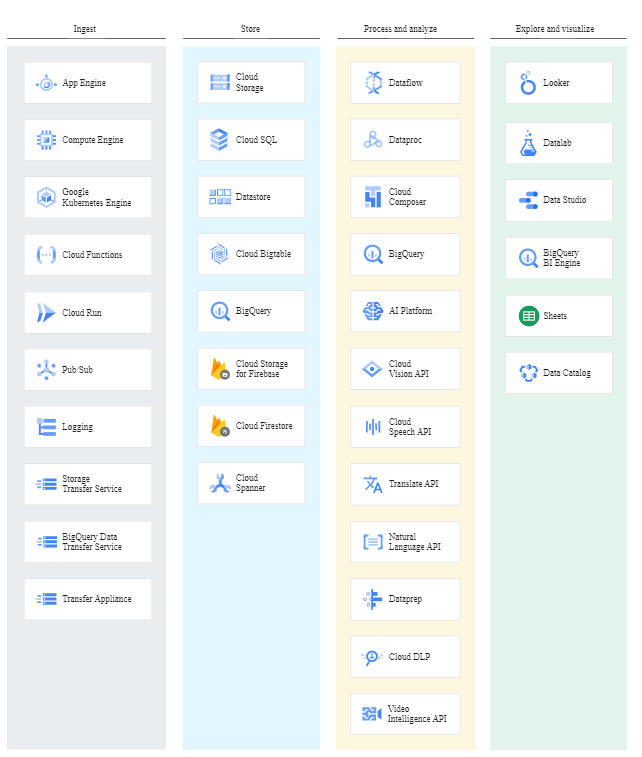 Ingest
App Engine
Compute Engine
Google
Kubernetes Engine
Cloud Functions
Cloud Run
Pub/Sub
Logging
Storage
Transfer Service
BigQuery Data
Transfer Service
Transfer Appliance
Store
Cloud
Storage
Cloud SQL
Datastore
Cloud Bigtable
BigQuery
Cloud Storage
for Firebase
Cloud Firestore
Cloud
Spanner
Process and analyze
Dataflow
Dataproc
Cloud
Composer
BigQuery
AI Platform
Cloud
Vision API
Cloud
Speech API
Translate API
Natural
Language API
Dataprep
Cloud DLP
Video
Intelligence API
Explore and visualize
Looker
Datalab
Data Studio
BigQuery
BI Engine
Sheets
Data Catalog